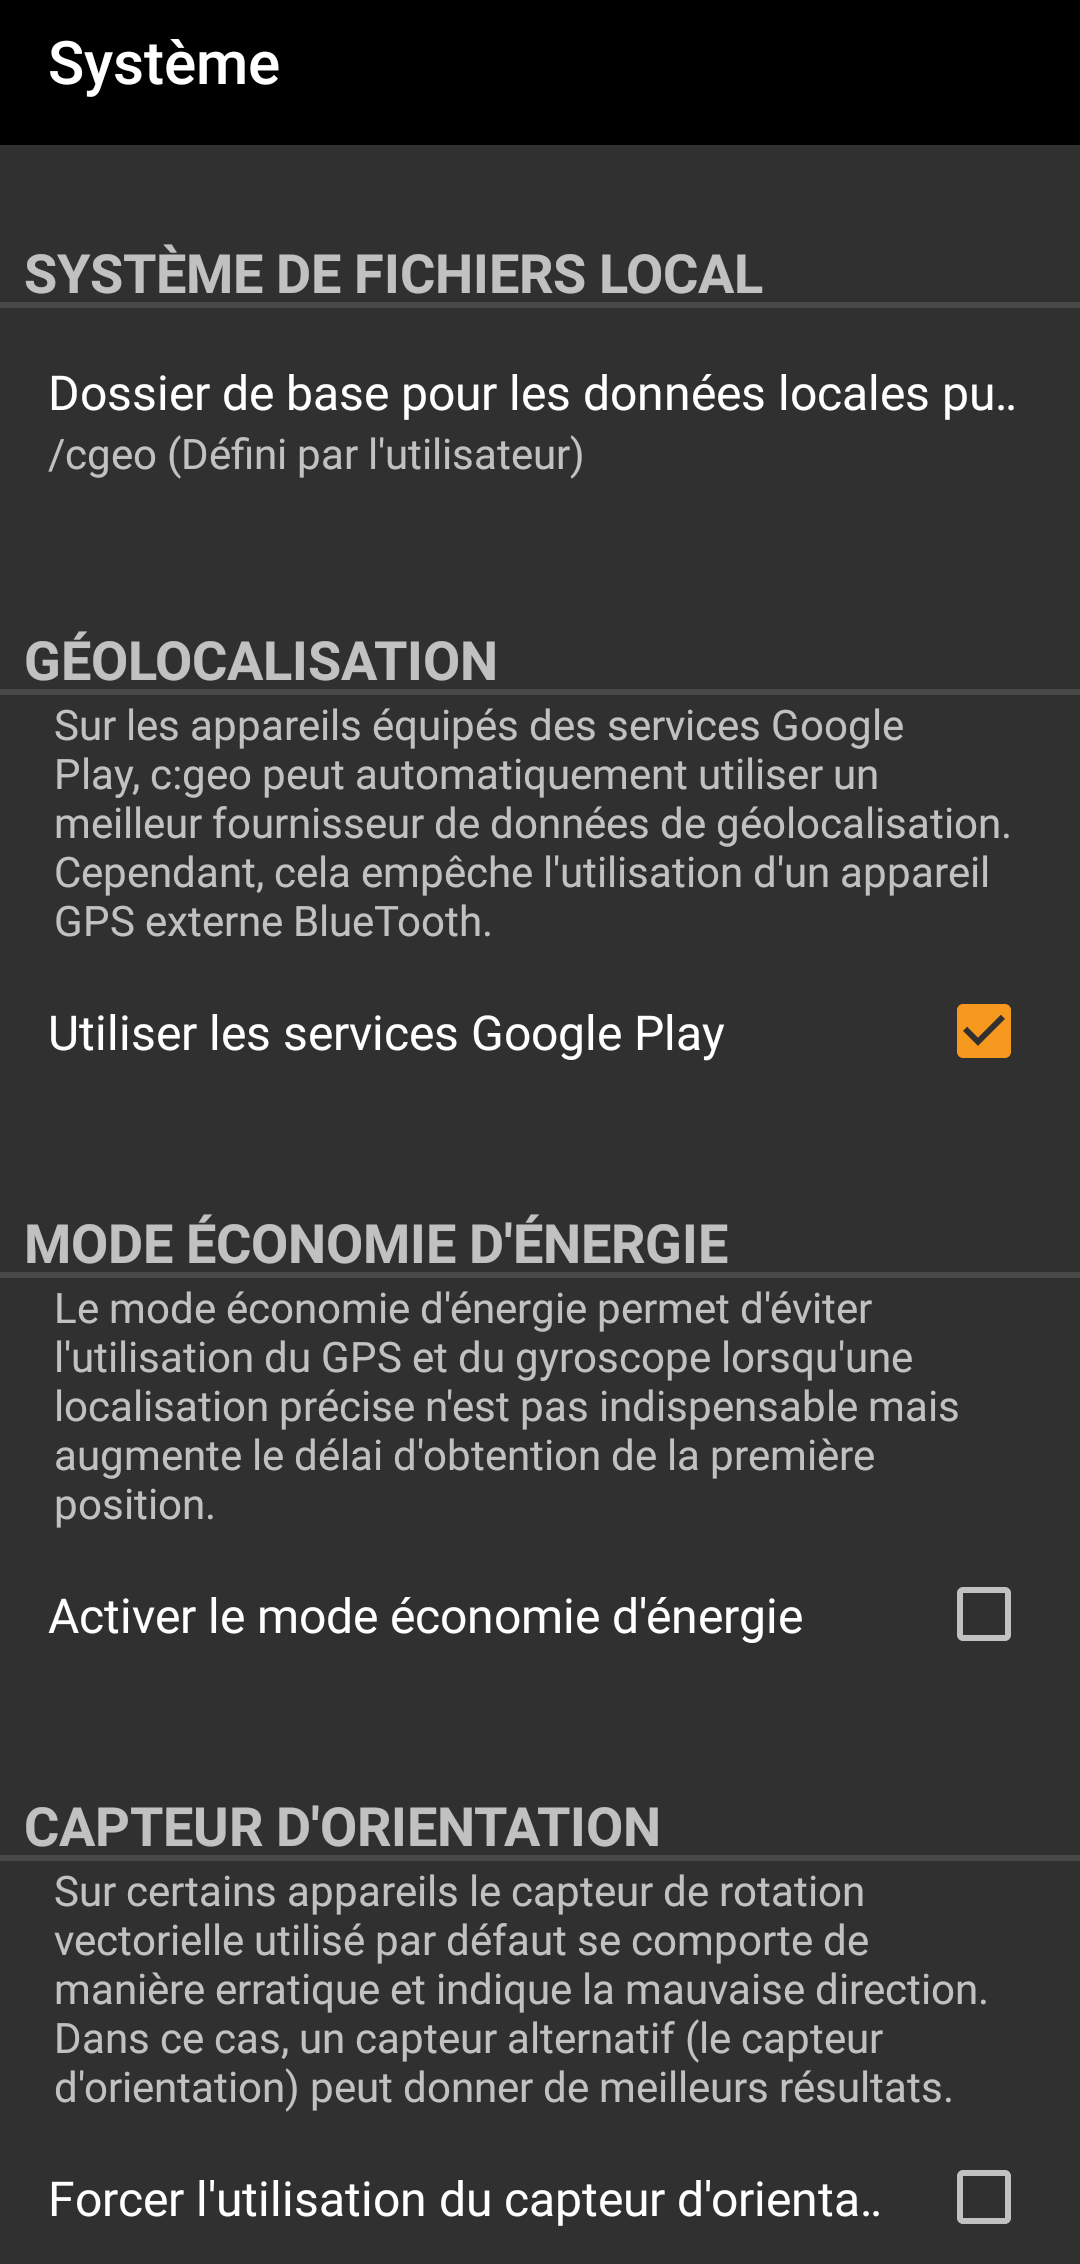 Système
SYSTÈME DE FICHIERS LOCAL
Dossier de base pour les données locales pu..
/cgeo (Défini par l'utilisateur)
GÉOLOCALISATION
Sur les appareils équipés des services Google
Play, c:geo peut automatiquement utiliser un
meilleur fournisseur de données de géolocalisation.
Cependant, cela empêche l'utilisation d'un appareil
GPS externe BlueTooth.
Utiliser les services Google Play
MODE ÉCONOMIE D'ÉNERGIE
Le mode économie d'énergie permet d'éviter
l'utilisation du GPS et du gyroscope lorsqu'une
localisation précise n'est pas indispensable mais
augmente le délai d'obtention de la première
position.
Activer le mode économie d'énergie
CAPTEUR D'ORIENTATION
Sur certains appareils le capteur de rotation
vectorielle utilisé par défaut se comporte de
manière erratique et indique la mauvaise direction.
Dans ce cas, un capteur alternatif (le capteur
d'orientation) peut donner de meilleurs résultats.
Forcer l'utilisation du capteur d'orienta..